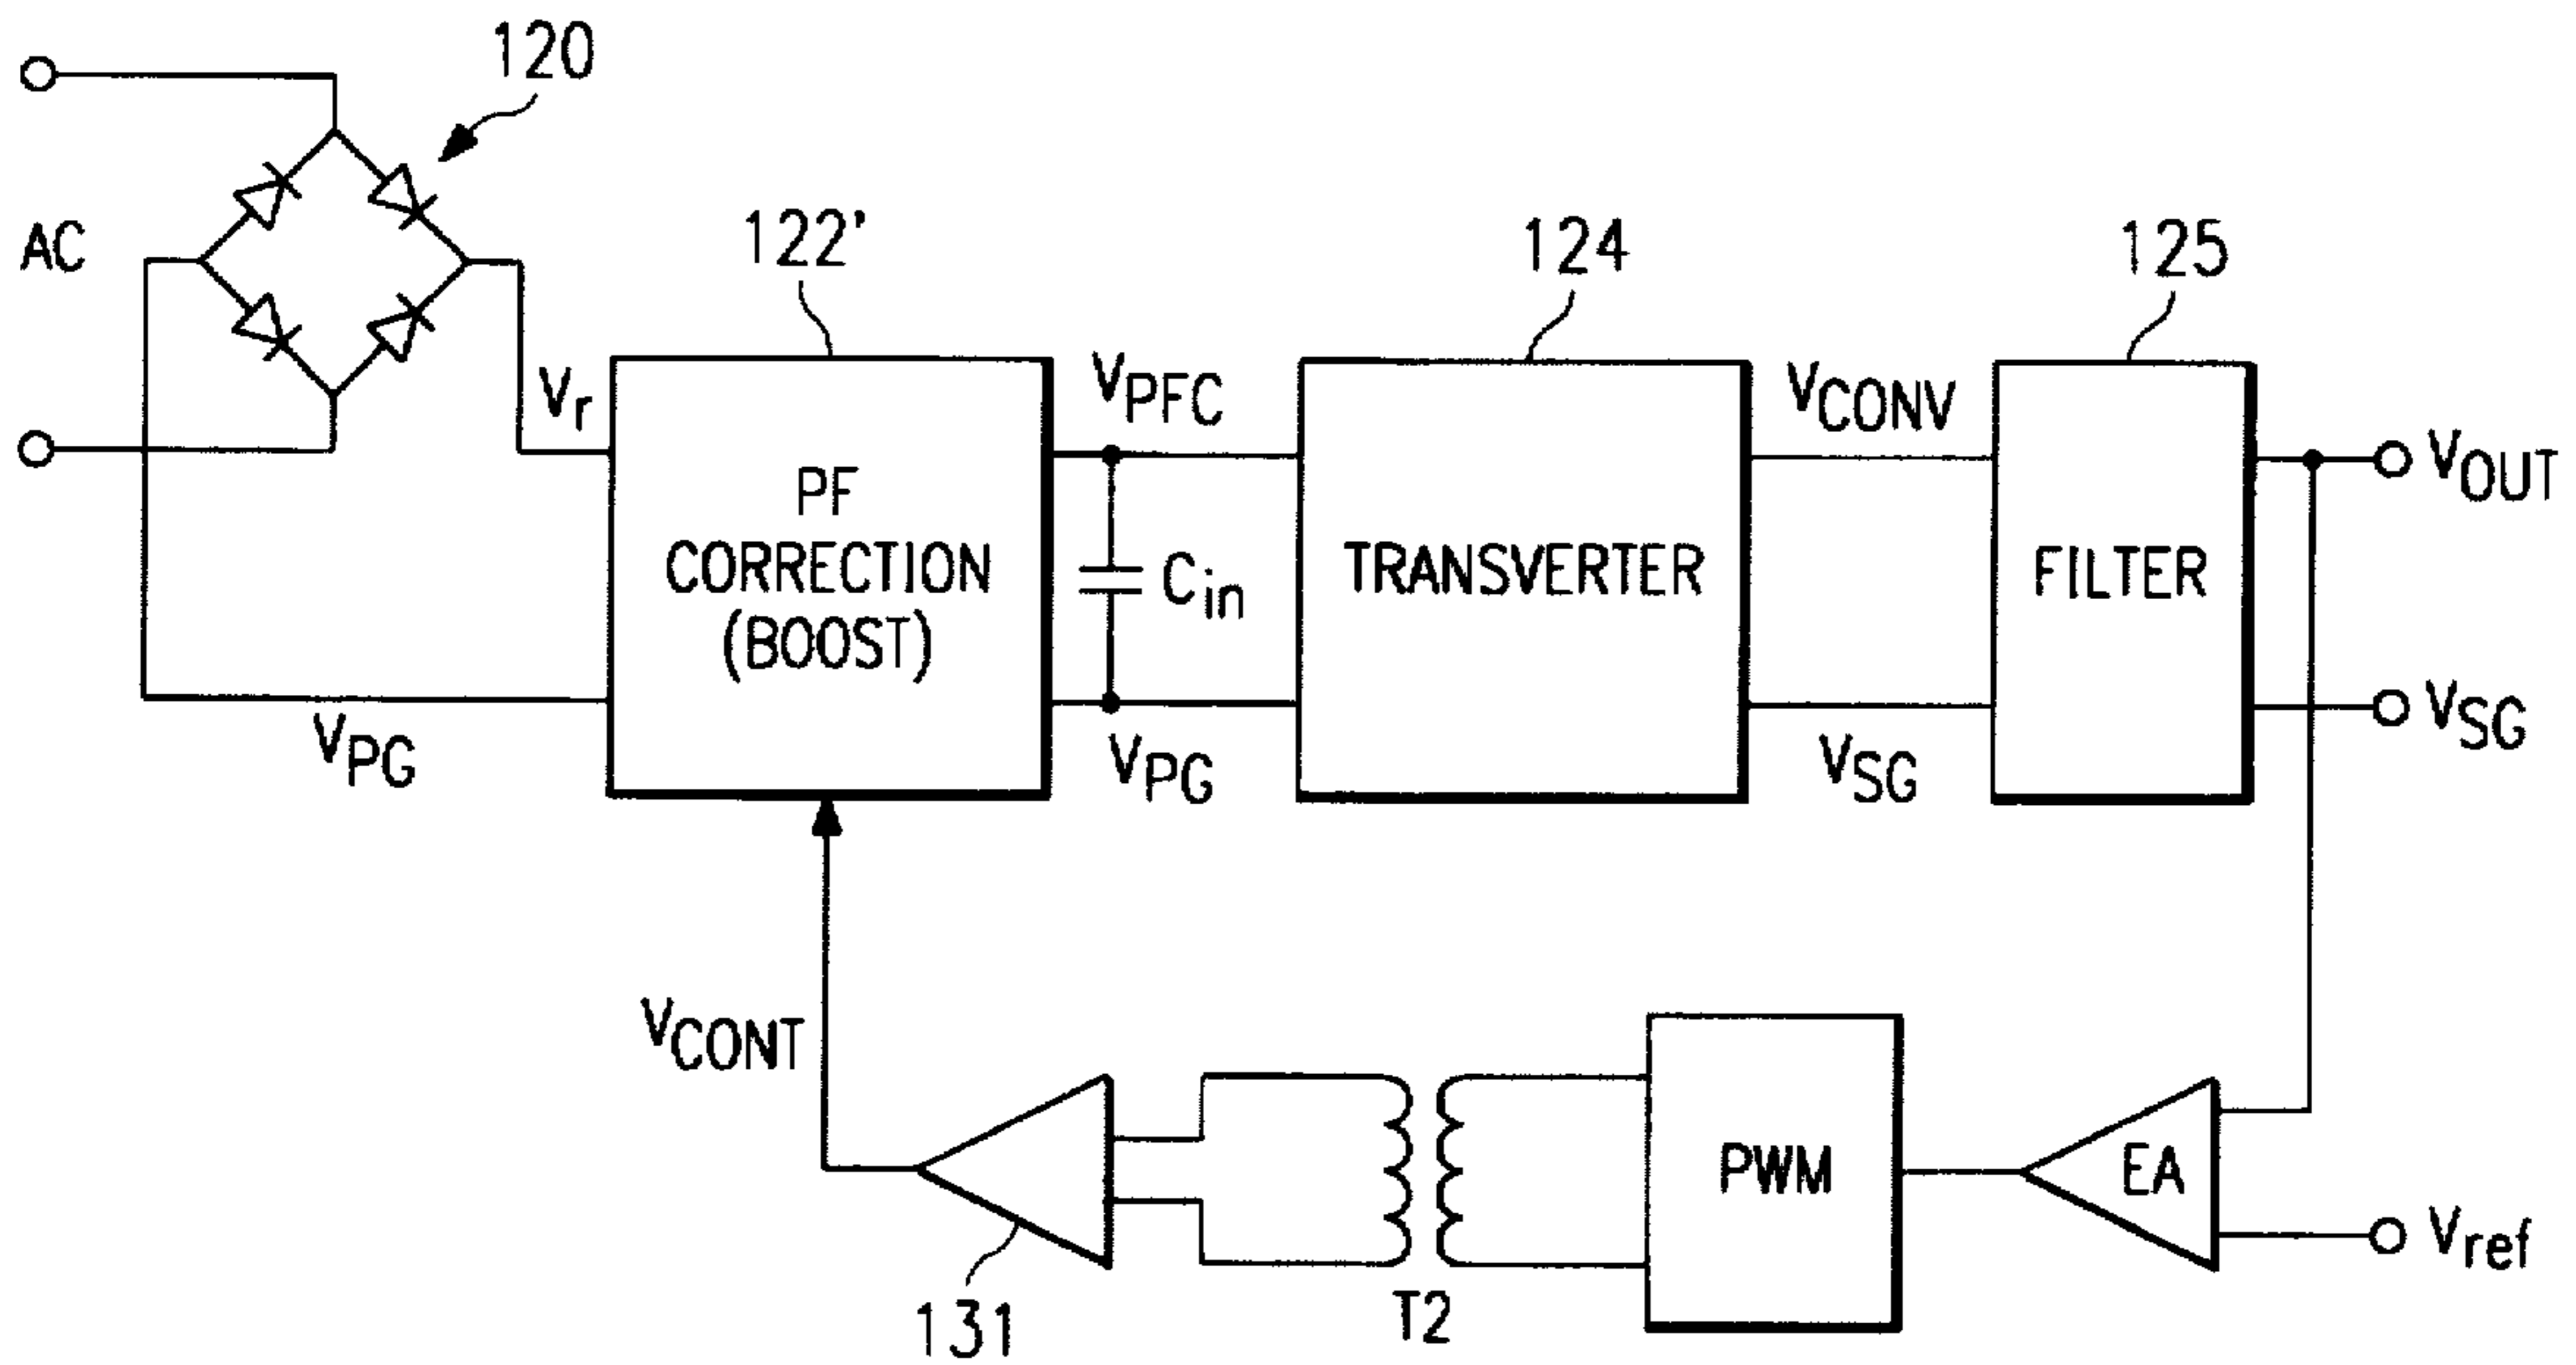 120
AC
122'
124
125
Vr
VPFC
VCONV
VOUT
PF
CORRECTION
(BOOST)
Cin
TRANSVERTER
FILTER
VPG
VPG
VSG
VSG
VCONT
PWM
EA
Vref
131
T2